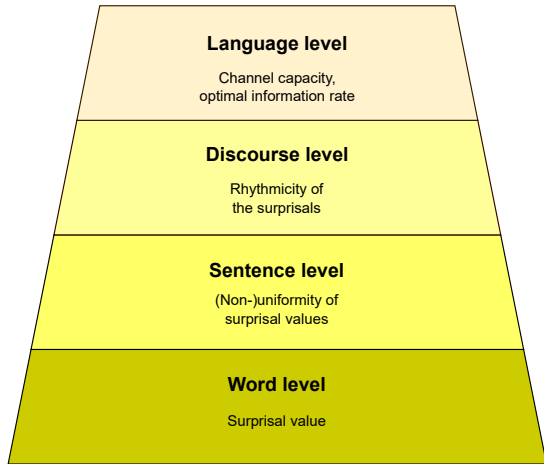 Language level
Channel capacity,
optimal information rate
Discourse level
Rhythmicity of
the surprisals
Sentence level
(Non-)uniformity of
surprisal values
Word level
Surprisal value